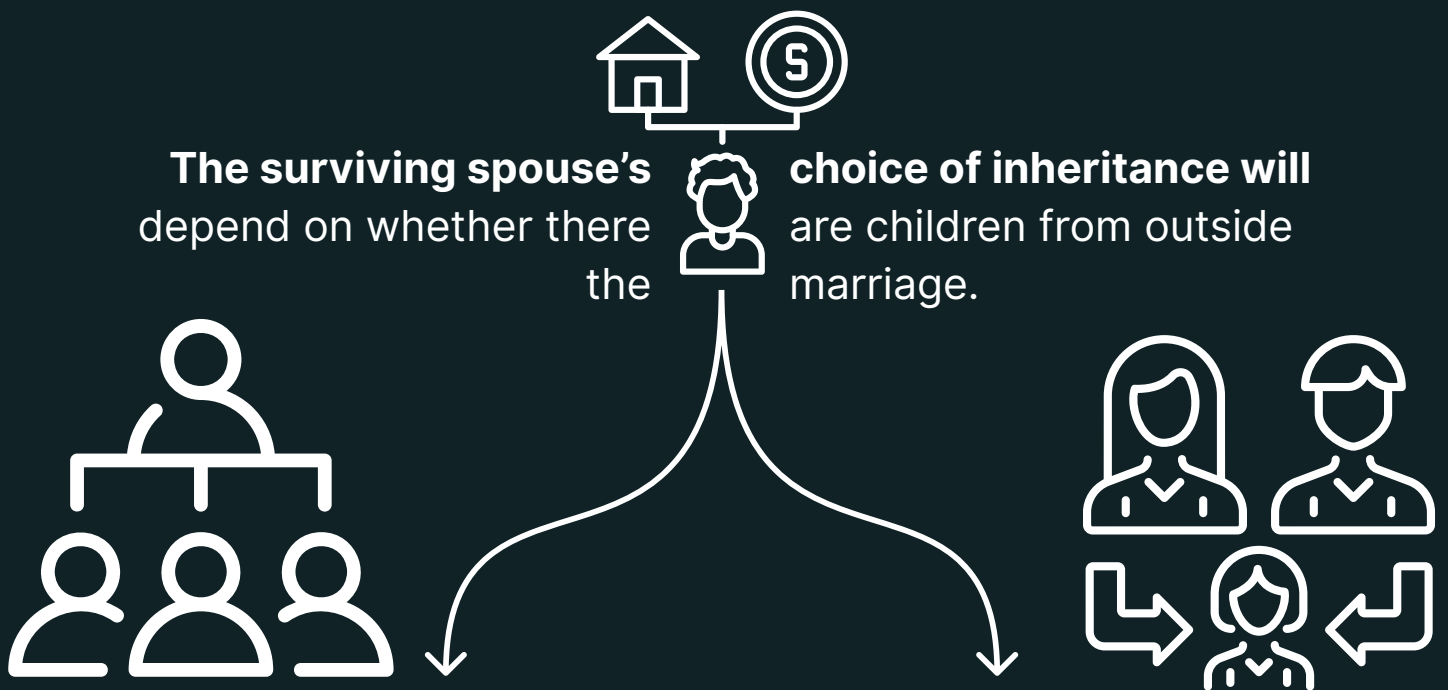 The surviving spouse’s choice of inheritance will
depend on whether there are children from outside
the marriage.